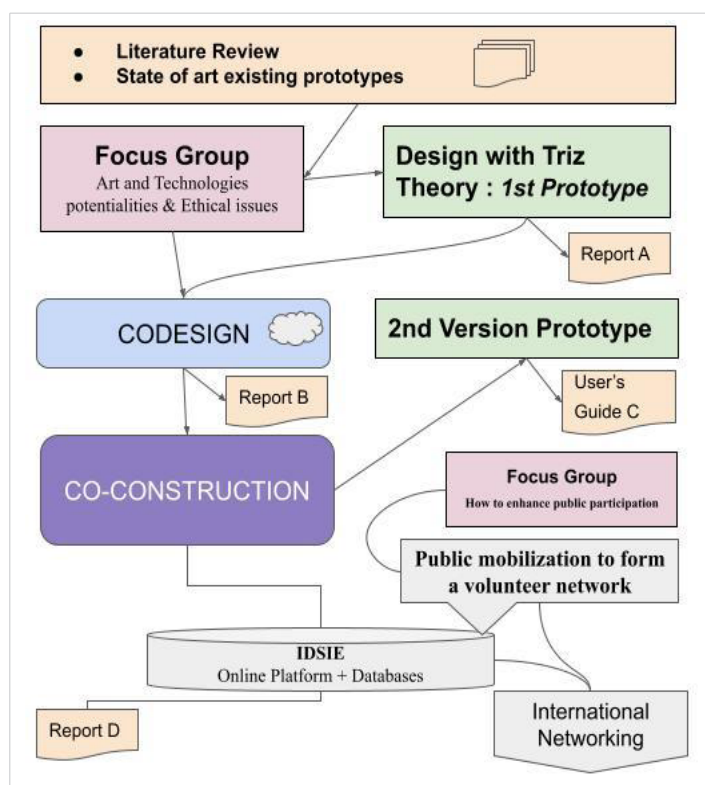 ● Literature Review
● State of art existing prototypes
Focus Group
Art and Technologies
potentialities & Ethical issues
Design with Triz
Theory : 1st Prototype
Report A
CODESIGN
2nd Version Prototype
Report B
User's
Guide C
CO-CONSTRUCTION
Focus Group
How to enhance public participation
Public mobilization to form
a volunteer network
IDSIE
Online Platform + Databases
Report D
International
Networking